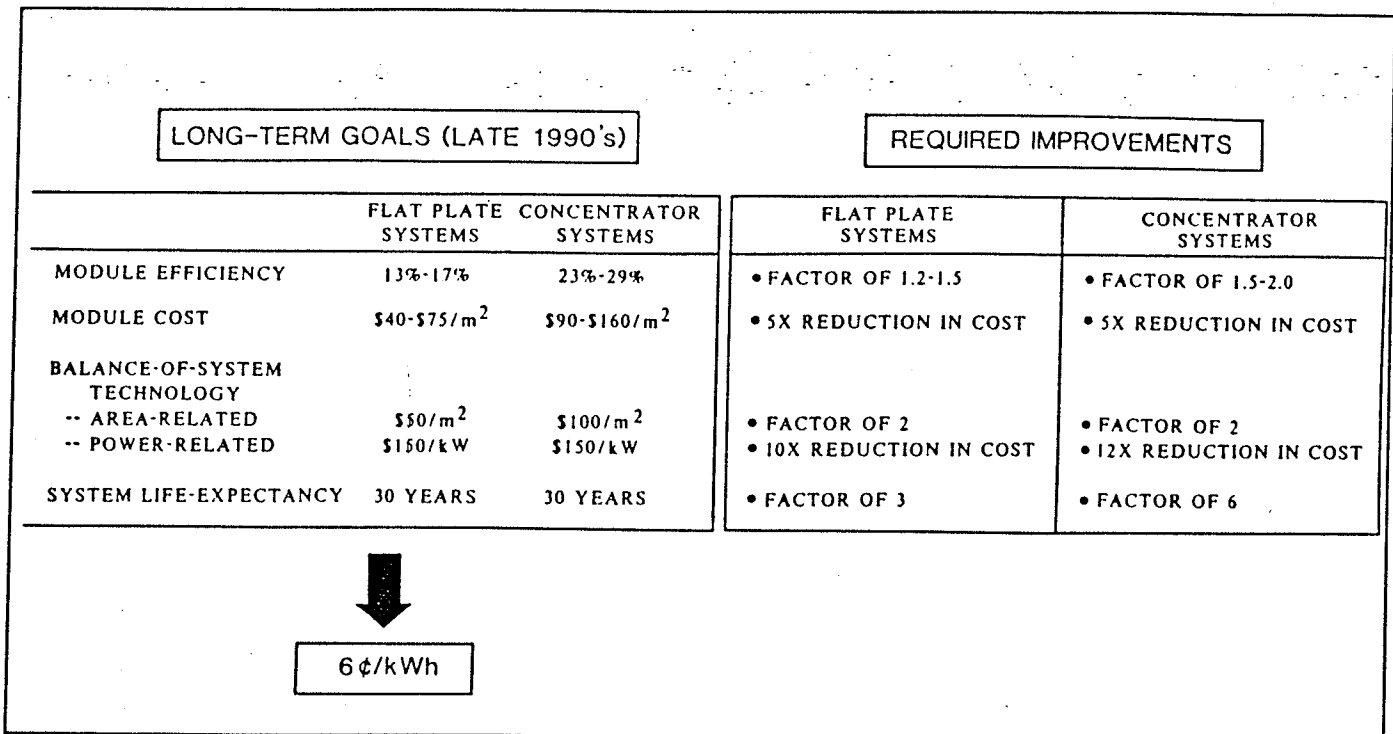 LONG-TERM GOALS (LATE 1990's)
REQUIRED IMPROVEMENTS
FLAT PLATE CONCENTRATOR
SYSTEMS SYSTEMS
MODULE EFFICIENCY 13%-17% 23%-29%
MODULE COST $40-$75/m² $90-$160/m²
BALANCE-OF-SYSTEM
TECHNOLOGY
-- AREA-RELATED $50/m² $100/m²
-- POWER-RELATED $150/kW $150/kW
SYSTEM LIFE-EXPECTANCY 30 YEARS 30 YEARS
FLAT PLATE CONCENTRATOR
SYSTEMS SYSTEMS
• FACTOR OF 1.2-1.5 • FACTOR OF 1.5-2.0
• 5X REDUCTION IN COST • 5X REDUCTION IN COST
• FACTOR OF 2 • FACTOR OF 2
• 10X REDUCTION IN COST • 12X REDUCTION IN COST
• FACTOR OF 3 • FACTOR OF 6
6¢/kWh